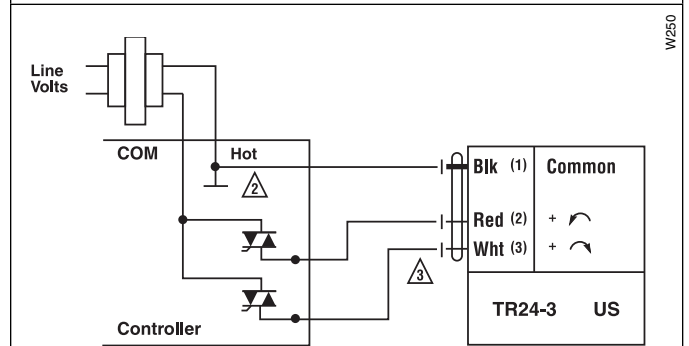 W250
Line
Volts
COM Hot
2
Blk (1) Common
Red (2) +
Wht (3) +
3
TR24-3 US
Controller